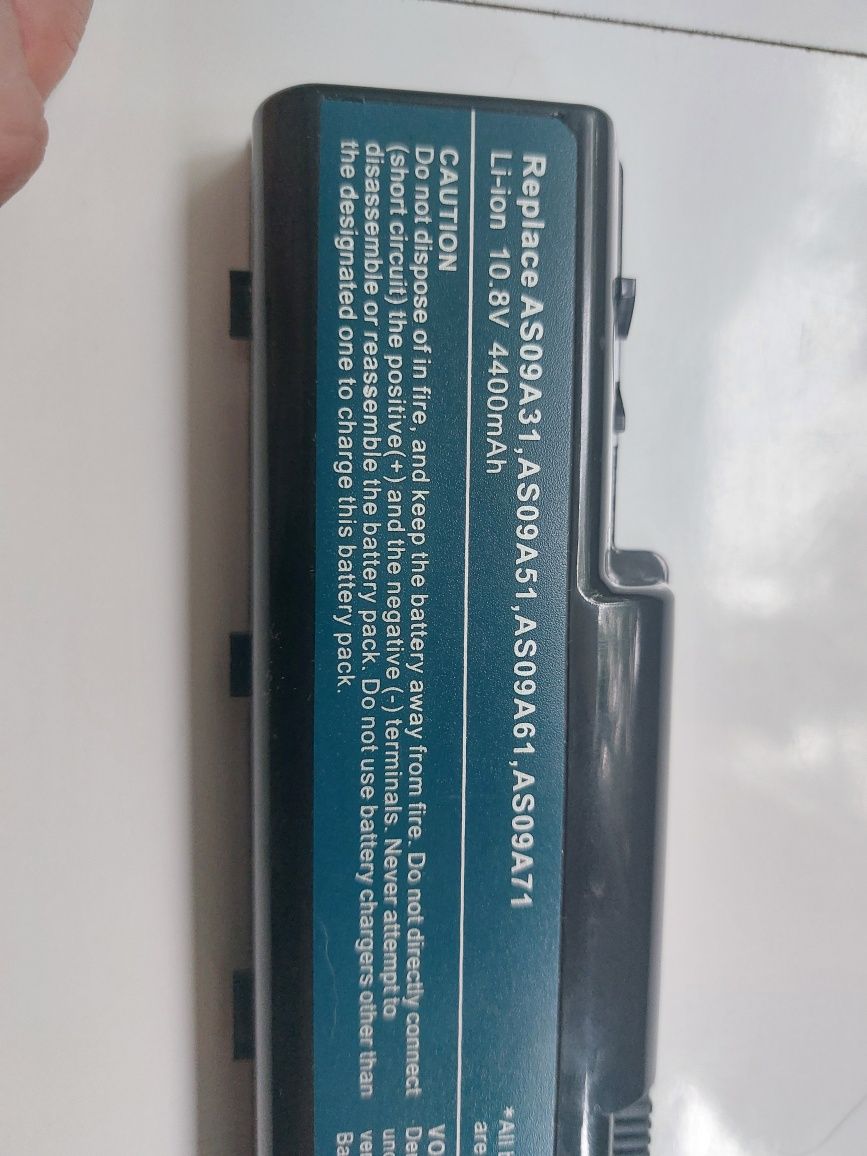 Replace AS09A31,AS09A51,AS09A61,AS09A71
Li-ion 10.8V 4400mAh
CAUTION
Do not dispose of in fire, and keep the battery away from fire. Do not directly connect
(short circuit) the positive(+) and the negative (-) terminals. Never attempt to
disassemble or reassemble the battery pack. Do not use battery chargers other than
the designated one to charge this battery pack.
*All
are